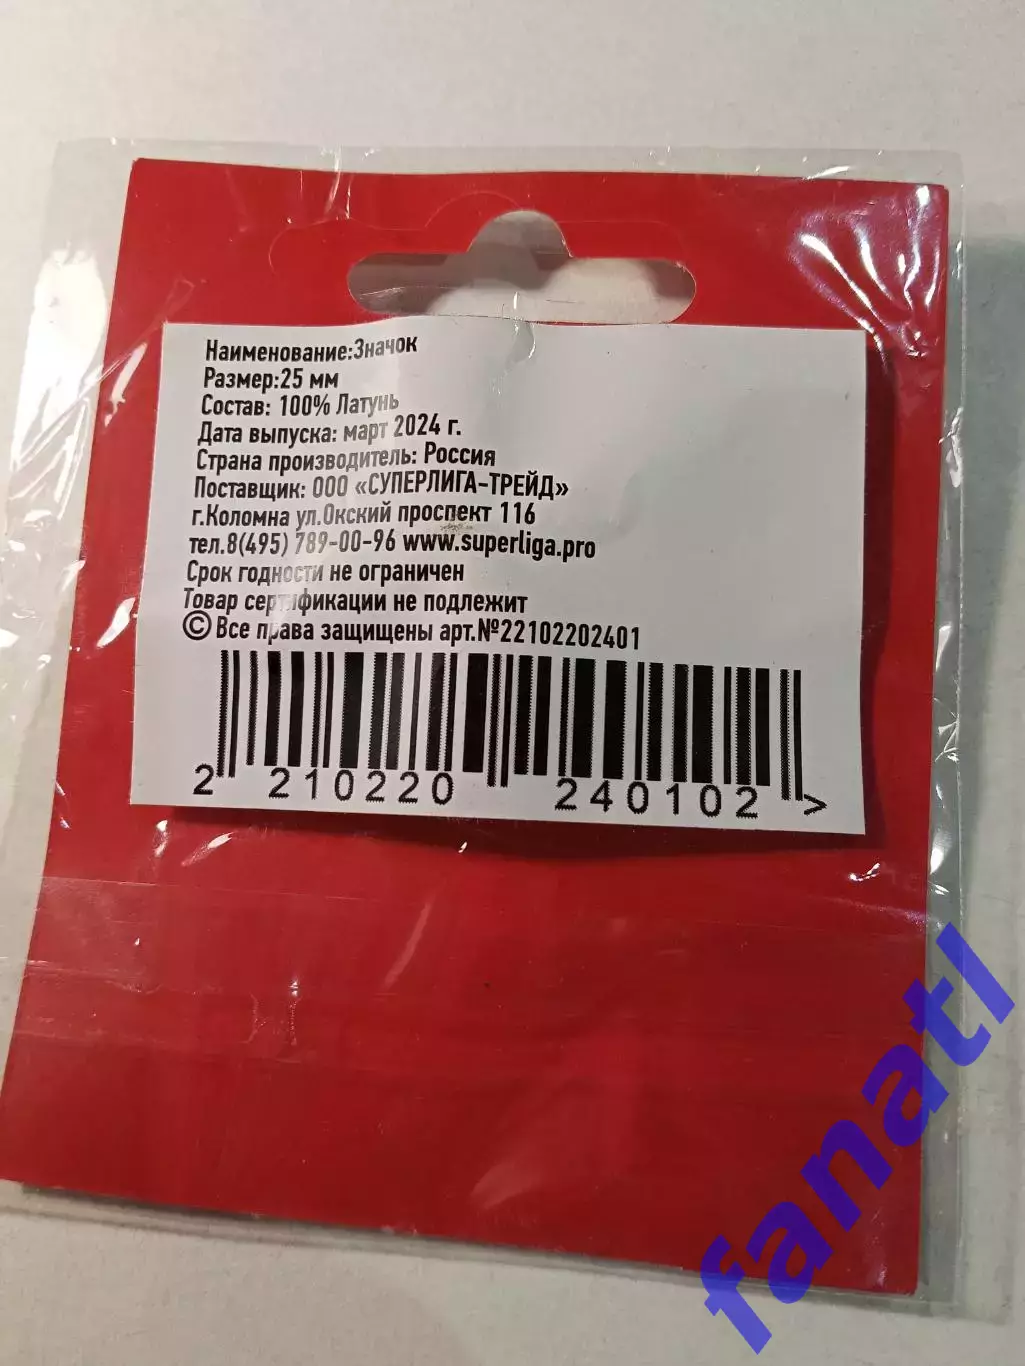 Наименование:Значок
Размер:25 мм
Состав: 100% Латунь
Дата выпуска: март 2024 г.
Страна производитель: Россия
Поставщик: ООО «СУПЕРЛИГА-ТРЕЙД»
г.Коломна ул.Окский проспект 116
тел.8(495) 789-00-96 www.superliga.pro
Срок годности не ограничен
Товар сертификации не подлежит
©Все права защищены арт.№22102202401
2 210220 240102 >
fanatl